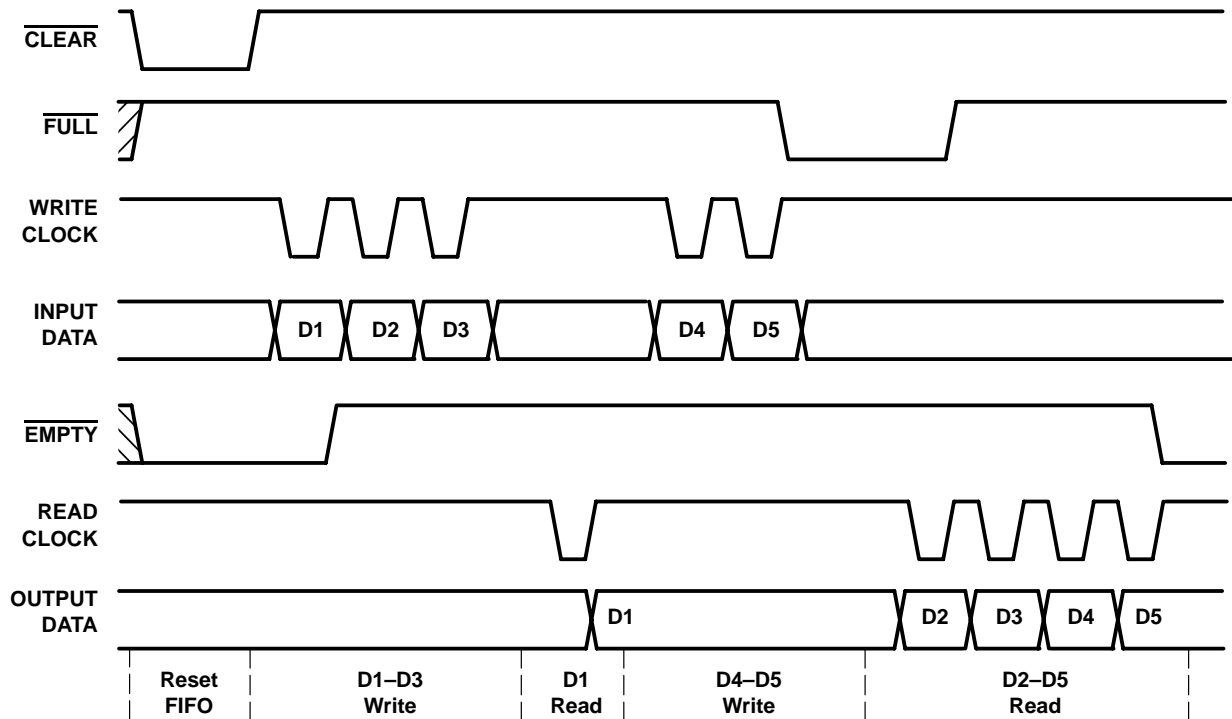 CLEAR
FULL
WRITE
CLOCK
INPUT
DATA
D1 D2 D3 D4 D5
EMPTY
READ
CLOCK
OUTPUT
DATA
D1 D2 D3 D4 D5
Reset
FIFO
D1–D3
Write
D1
Read
D4–D5
Write
D2–D5
Read